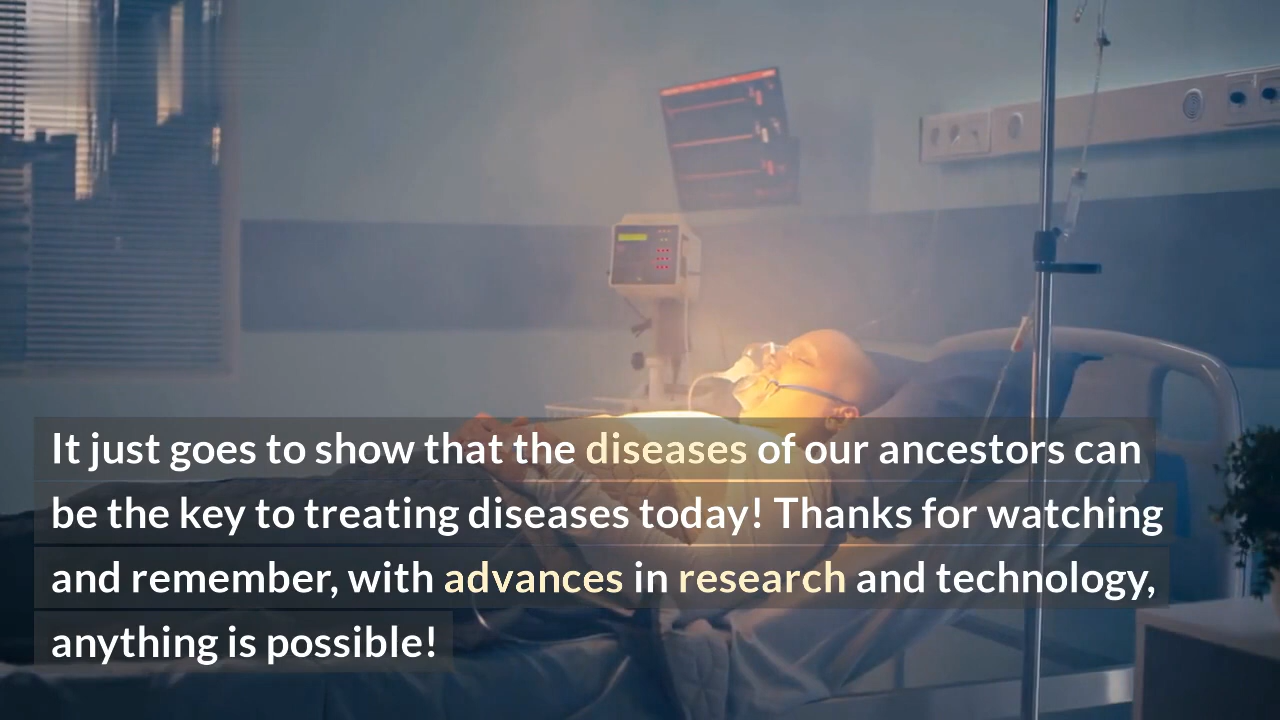 It just goes to show that the diseases of our ancestors can
be the key to treating diseases today! Thanks for watching
and remember, with advances in research and technology,
anything is possible!